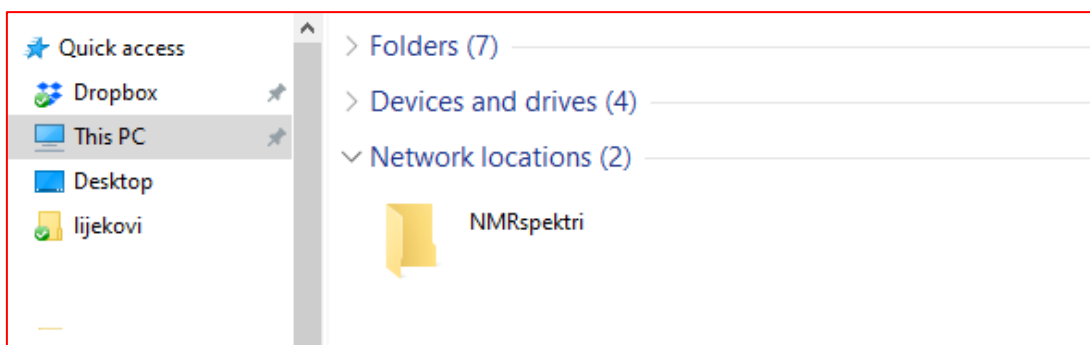 Quick access
Dropbox
This PC
Desktop
lijekovi
Folders (7)
Devices and drives (4)
Network locations (2)
NMRspektri